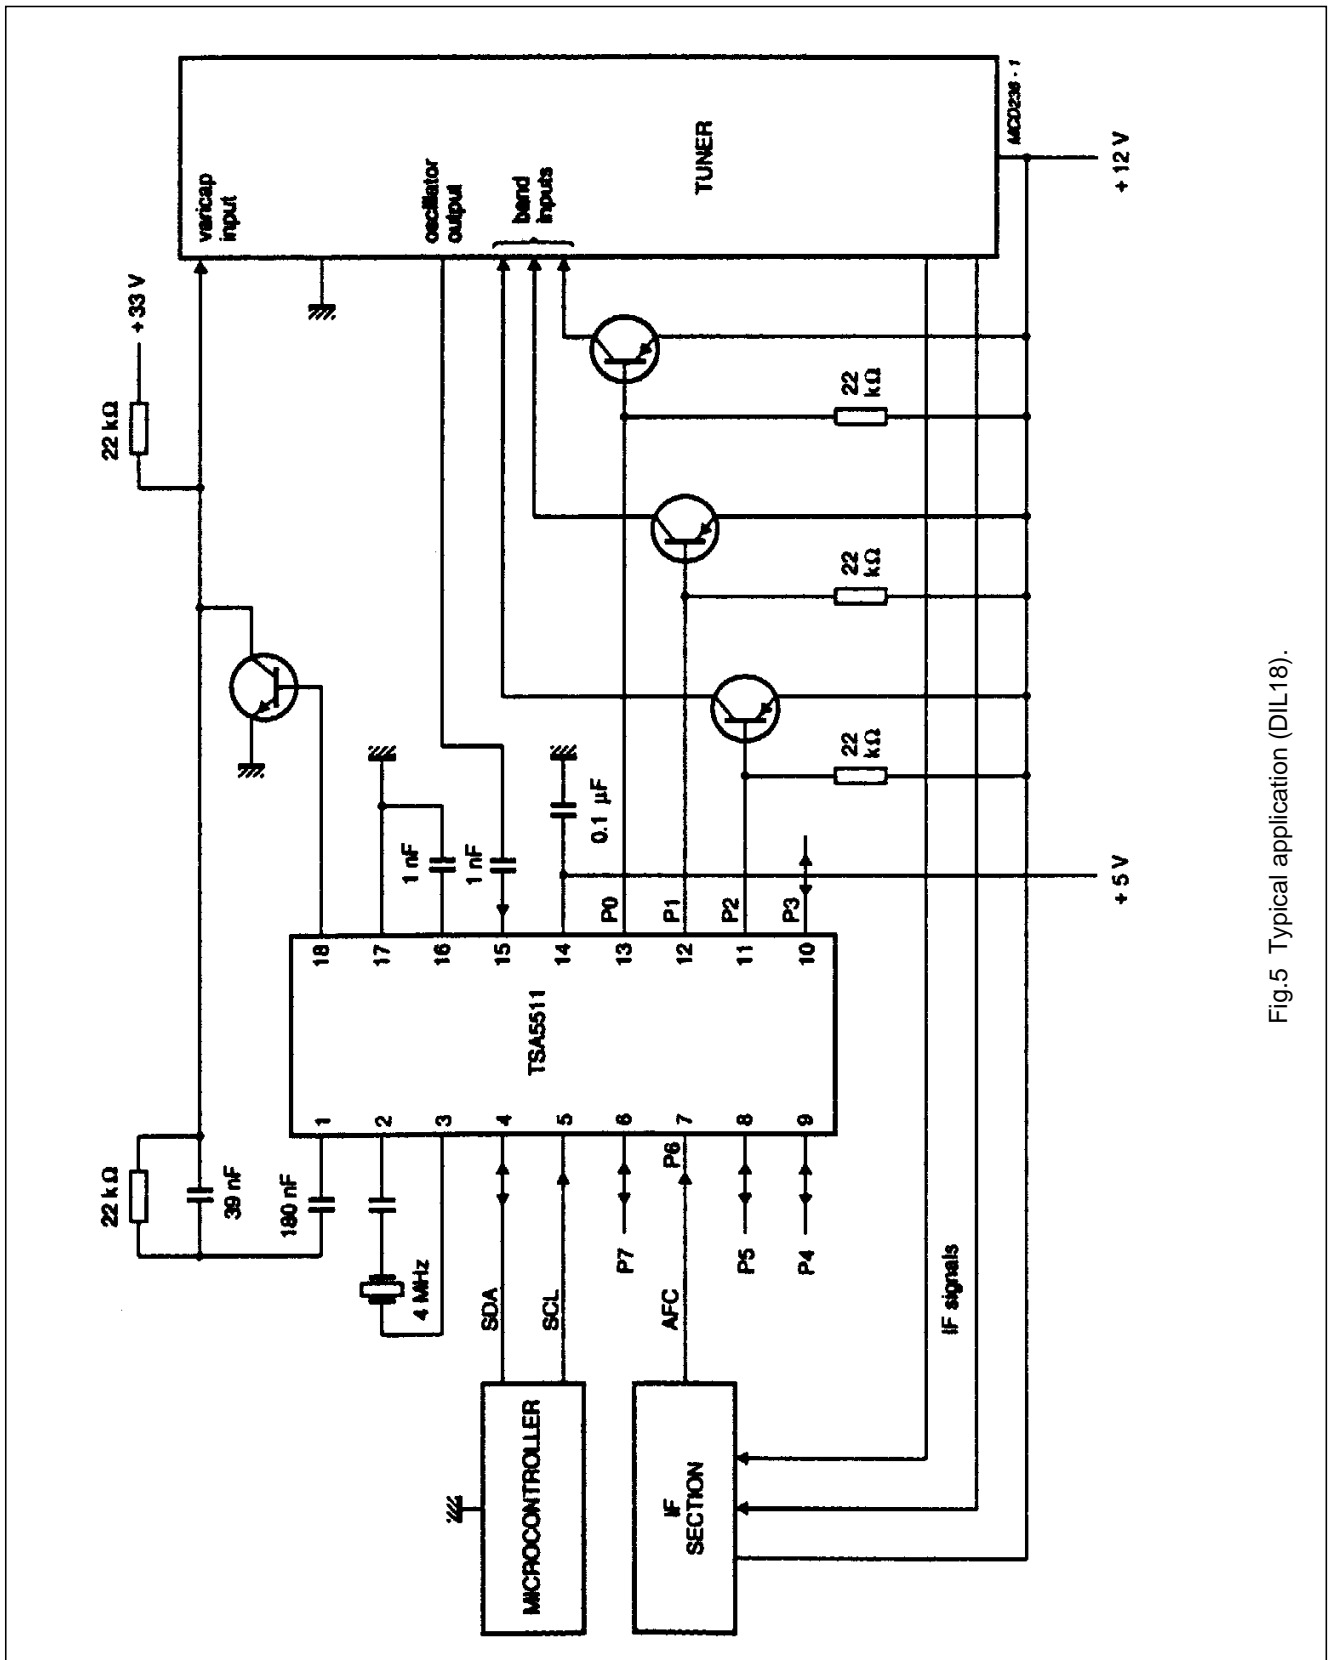 22 kΩ
39 nF
180 nF
4 MHz
22 kΩ
+ 33 V
varicap
input
oscillator
output
band
inputs
TUNER
MCD236 - 1
+ 12 V
1
2
3
4
5
6
7
8
9
TSA5511
18
17
16
15
14
13
12
11
10
1 nF
1 nF
0.1 µF
P0
P1
P2
P3
22
kΩ
22
kΩ
22
kΩ
+ 5 V
SDA
SCL
P7
AFC
P6
P5
P4
MICROCONTROLLER
IF
SECTION
IF signals
Fig.5 Typical application (DIL18).